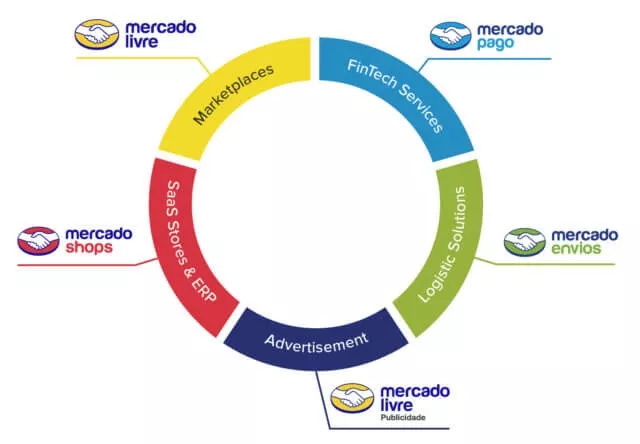 mercado
livre
Marketplaces
mercado
pago
FinTech Services
mercado
shops
SaaS Stores & ERP
mercado
envios
Logistic Solutions
Advertisement
mercado
livre
Publicidade